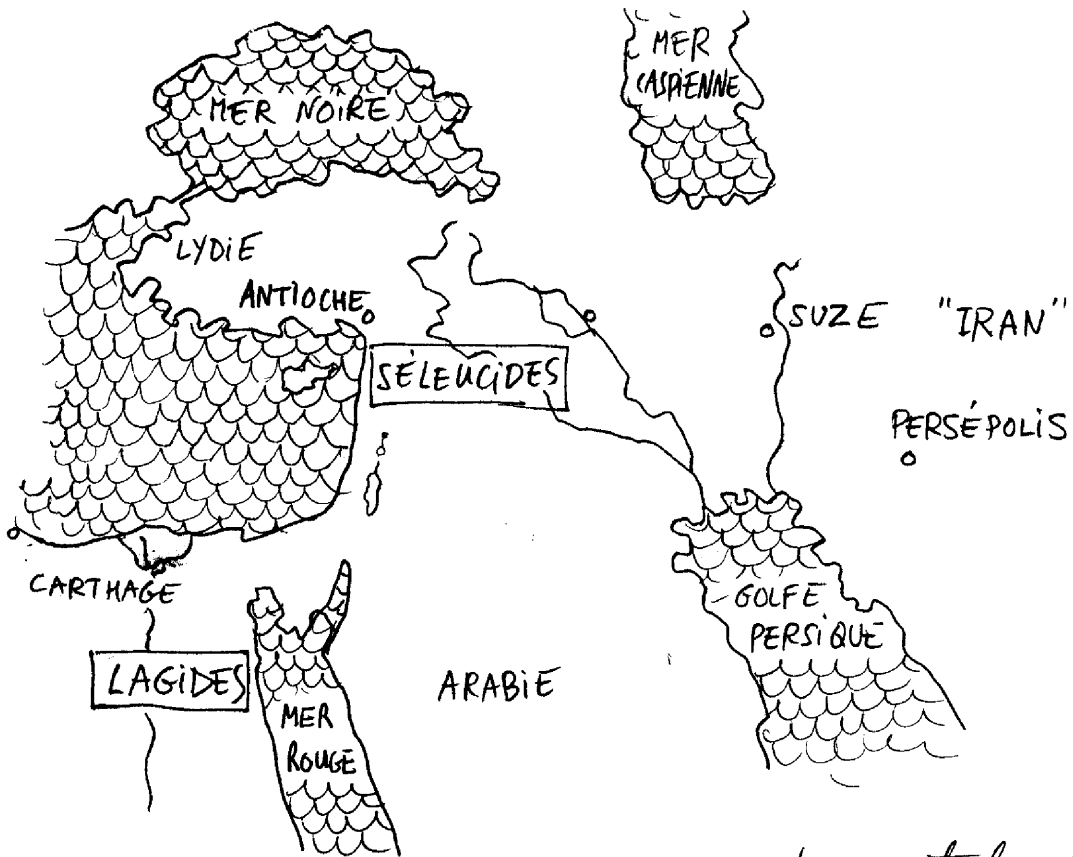 MER
CASPIENNE
MER NOIRE
LYDIE
ANTIOCHE
SUZE "IRAN"
SÉLEUCIDES
PERSÉPOLIS
CARTHAGE
GOLFE
PERSIQUE
LAGIDES
ARABIE
MER
ROUGE